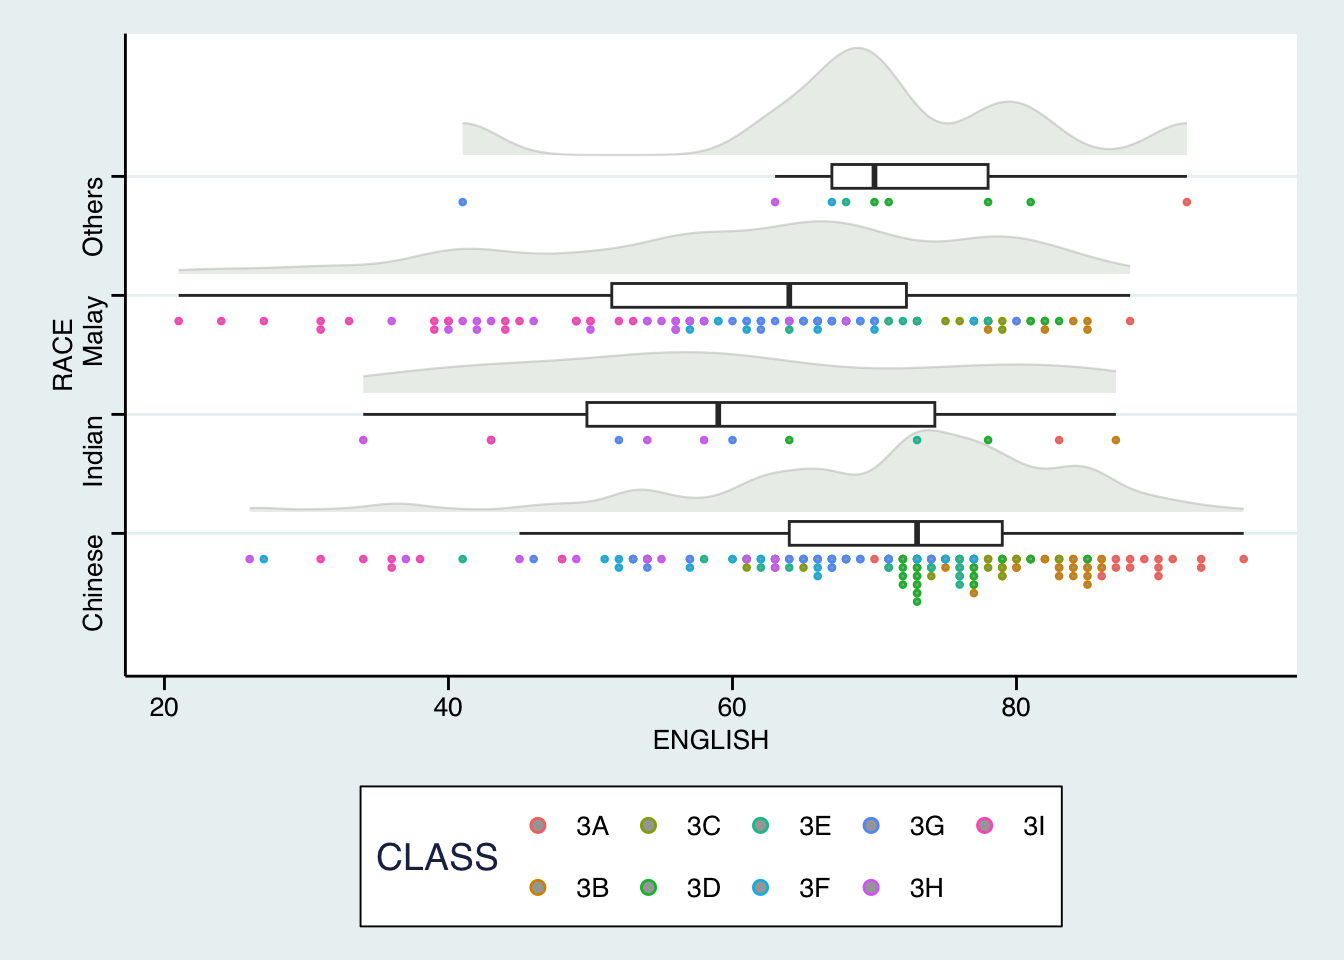 RACE
Others
Malay
Indian
Chinese
20 40 60 80
ENGLISH
CLASS
3A 3C 3E 3G 3I
3B 3D 3F 3H